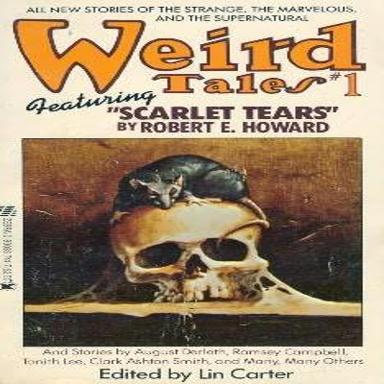 ALL NEW STORIES OF THE STRANGE, THE MARVELOUS,
AND THE SUPERNATURAL
Weird
Tales #1
Featuring
"SCARLET TEARS"
BY ROBERT E. HOWARD
And Stories by August Derleth, Ramsey Campbell,
Tanith Lee, Clark Ashton Smith, and Many, Many Others
Edited by Lin Carter